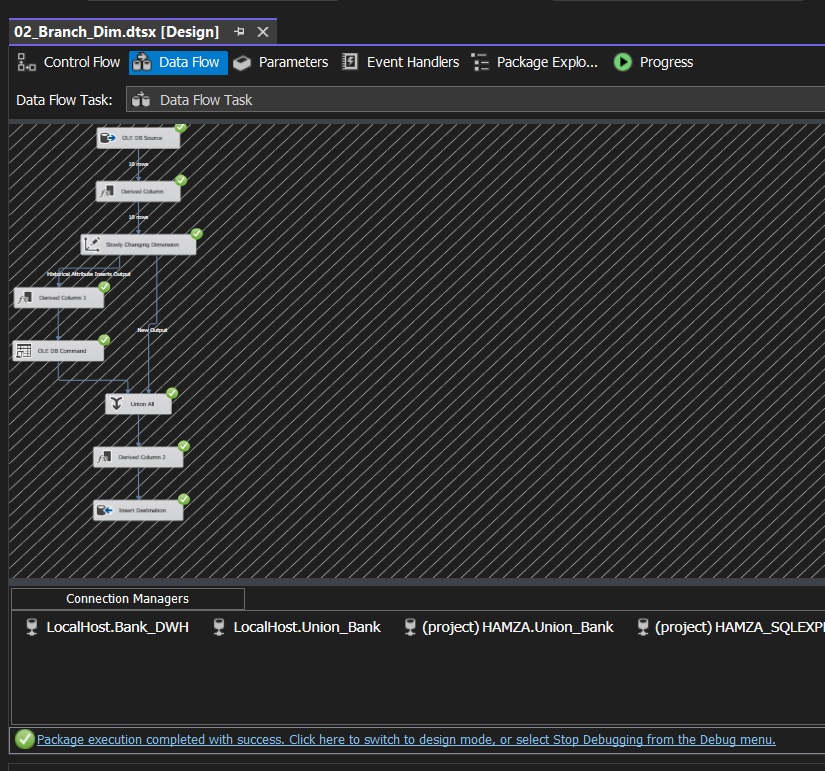 02_Branch_Dim.dtsx [Design]
Control Flow Data Flow Parameters Event Handlers Package Explo... Progress
Data Flow Task: Data Flow Task
OLE DB Source
10 rows
Derived Column
10 rows
Slowly Changing Dimension
Historical Attribute Inserts Output
Derived Column 1
New Output
OLE DB Command
Union All
Derived Column 2
Insert Destination
Connection Managers
LocalHost.Bank_DWH LocalHost.Union_Bank (project) HAMZA.Union_Bank (project) HAMZA_SQLEXP
Package execution completed with success. Click here to switch to design mode, or select Stop Debugging from the Debug menu.